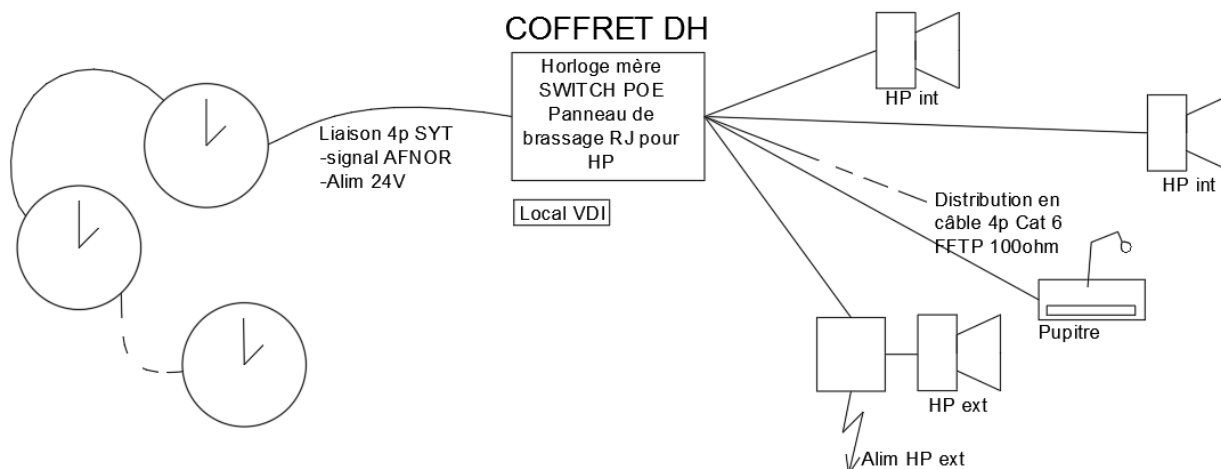 COFFRET DH
Horloge mère
SWITCH POE
Panneau de
brassage RJ pour
HP
Local VDI
Liaison 4p SYT
-signal AFNOR
-Alim 24V
HP int
HP int
Distribution en
câble 4p Cat 6
FFTP 100ohm
Pupitre
HP ext
Alim HP ext